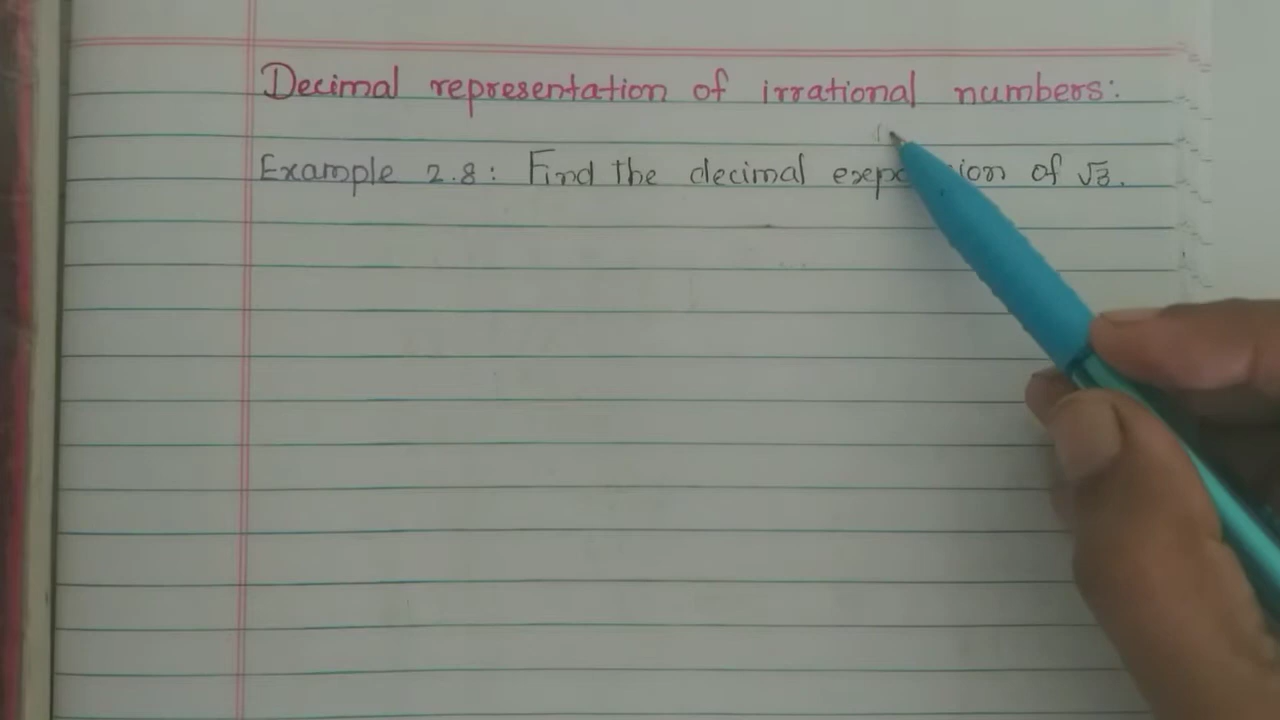 Decimal representation of irrational numbers:
Example 2.8: Find the decimal of √3.